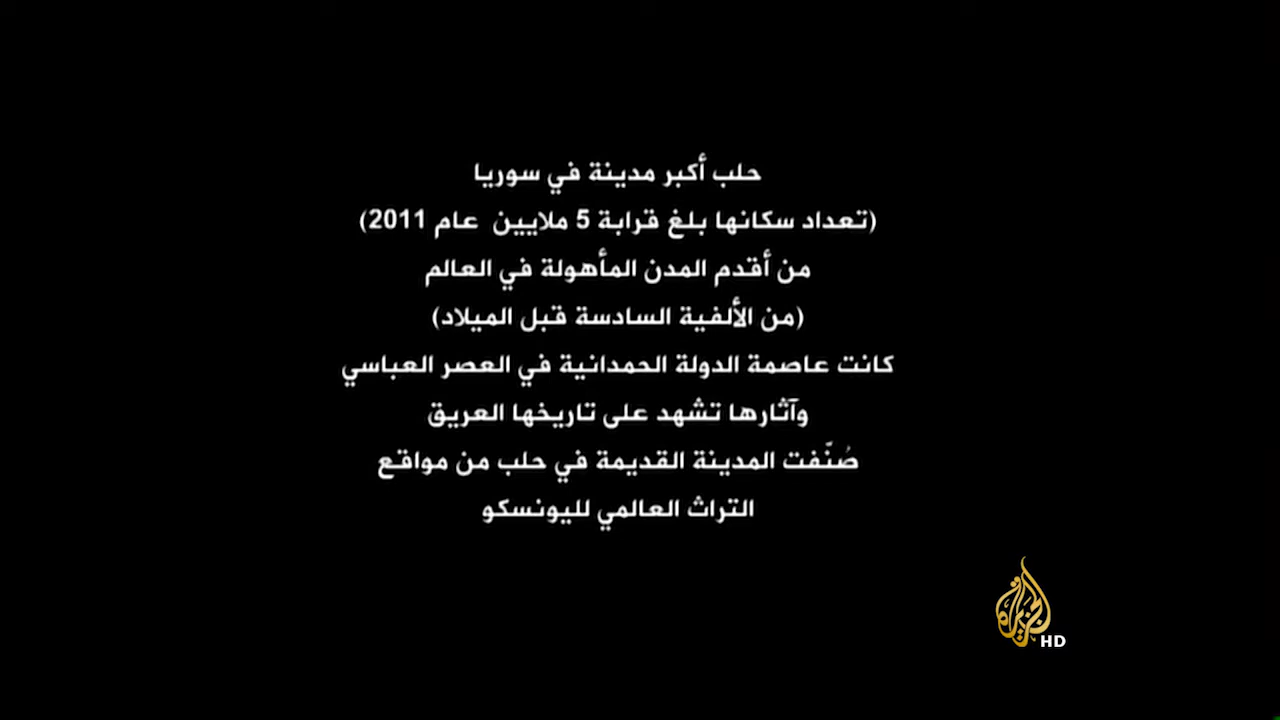 حلب أكبر مدينة في سوريا
(تعداد سكانها بلغ قرابة 5 ملايين عام 2011)
من أقدم المدن المأهولة في العالم
(من الألفية السادسة قبل الميلاد)
كانت عاصمة الدولة الحمدانية في العصر العباسي
وآثارها تشهد على تاريخها العريق
صُنّفت المدينة القديمة في حلب من مواقع
التراث العالمي لليونسكو
الجزيرة
HD